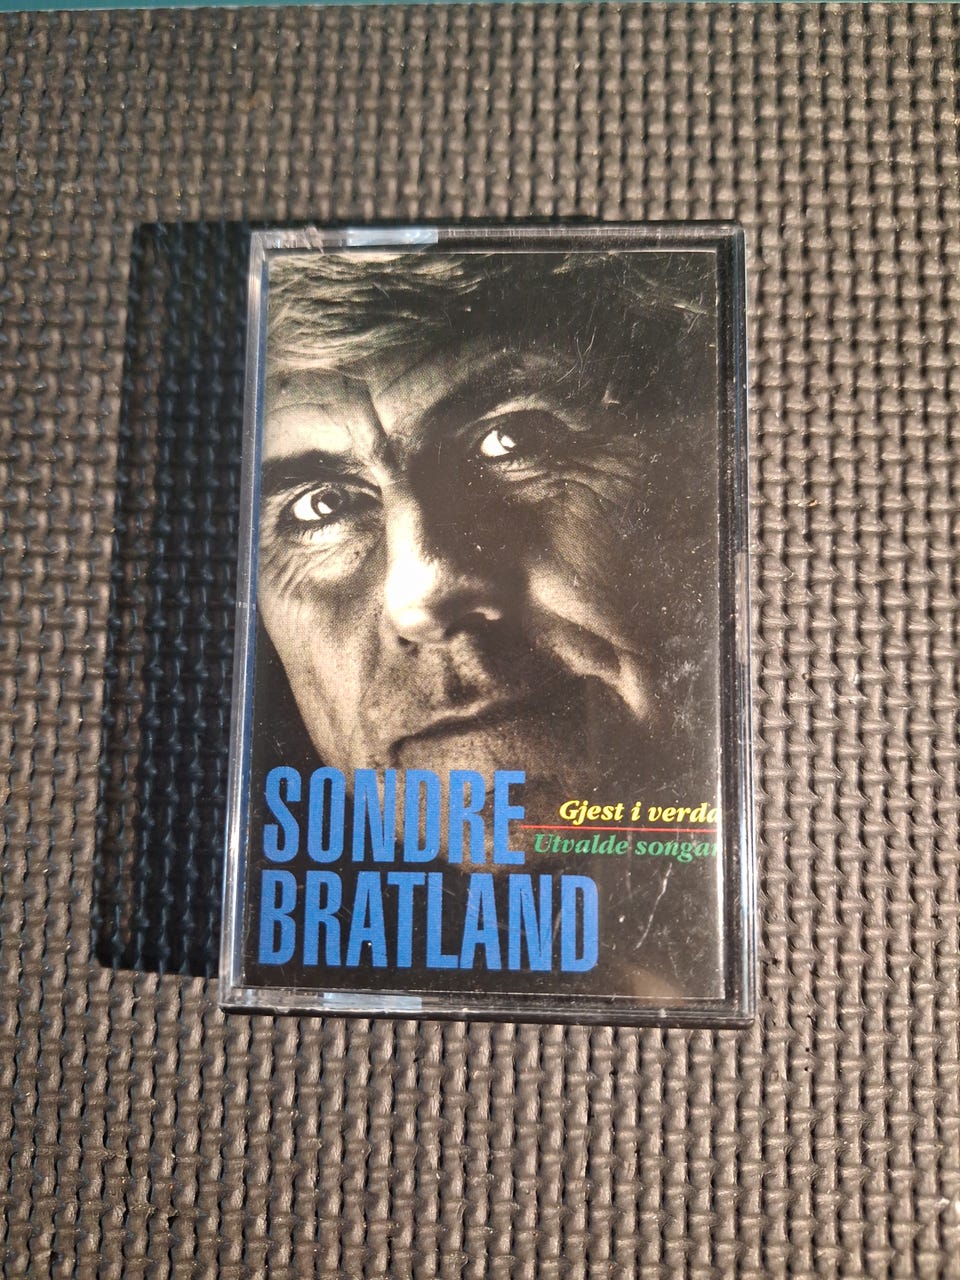 SONDRE
BRATLAND
Gjest i verda
Utvalde songar